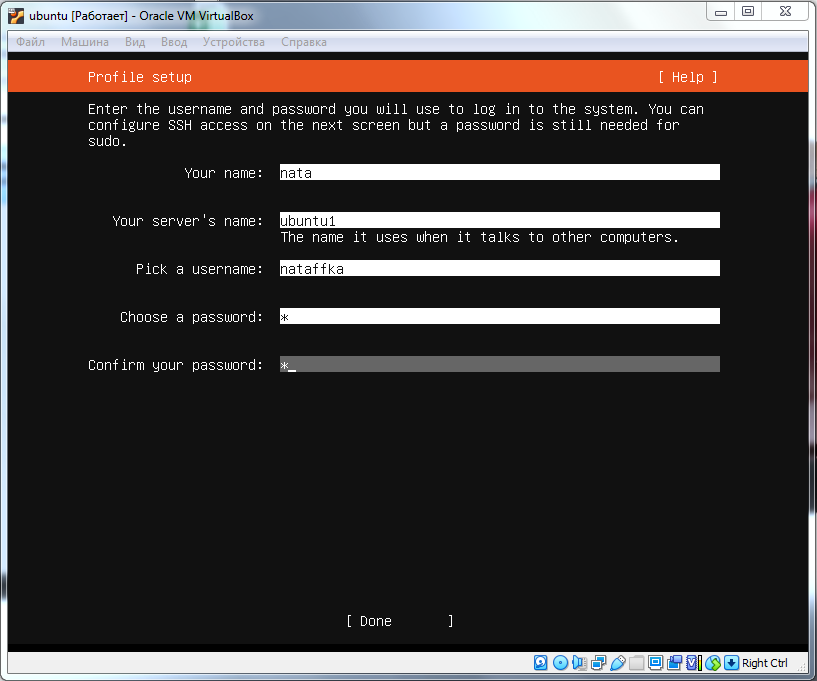 ubuntu [Работает] - Oracle VM VirtualBox
Файл Машина Вид Ввод Устройства Справка
Profile setup [ Help ]
Enter the username and password you will use to log in to the system. You can
configure SSH access on the next screen but a password is still needed for
sudo.
Your name: nata
Your server's name: ubuntu1
The name it uses when it talks to other computers.
Pick a username: nataffka
Choose a password: *
Confirm your password: *_
[ Done ]
Right Ctrl